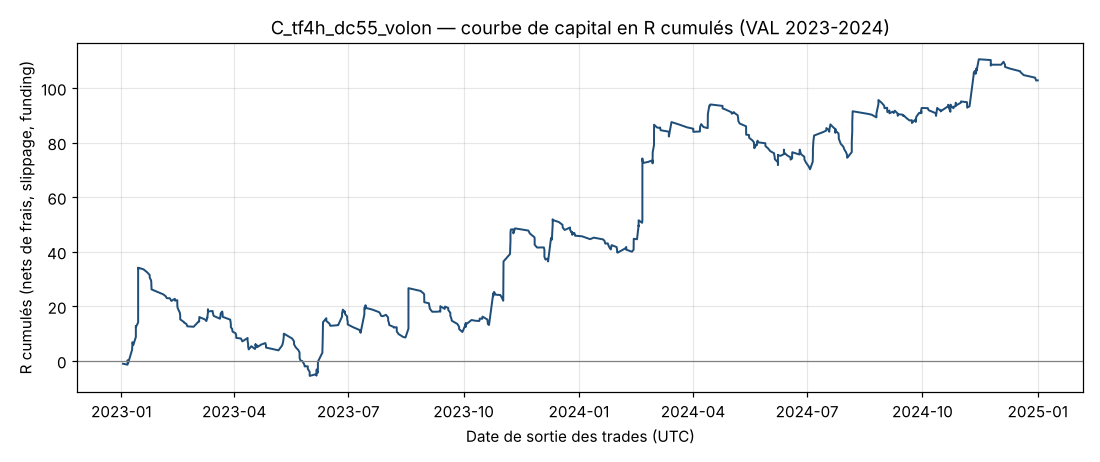 C_tf4h_dc55_volon — courbe de capital en R cumulés (VAL 2023-2024)
R cumulés (nets de frais, slippage, funding)
100
80
60
40
20
0
2023-01 2023-04 2023-07 2023-10 2024-01 2024-04 2024-07 2024-10 2025-01
Date de sortie des trades (UTC)